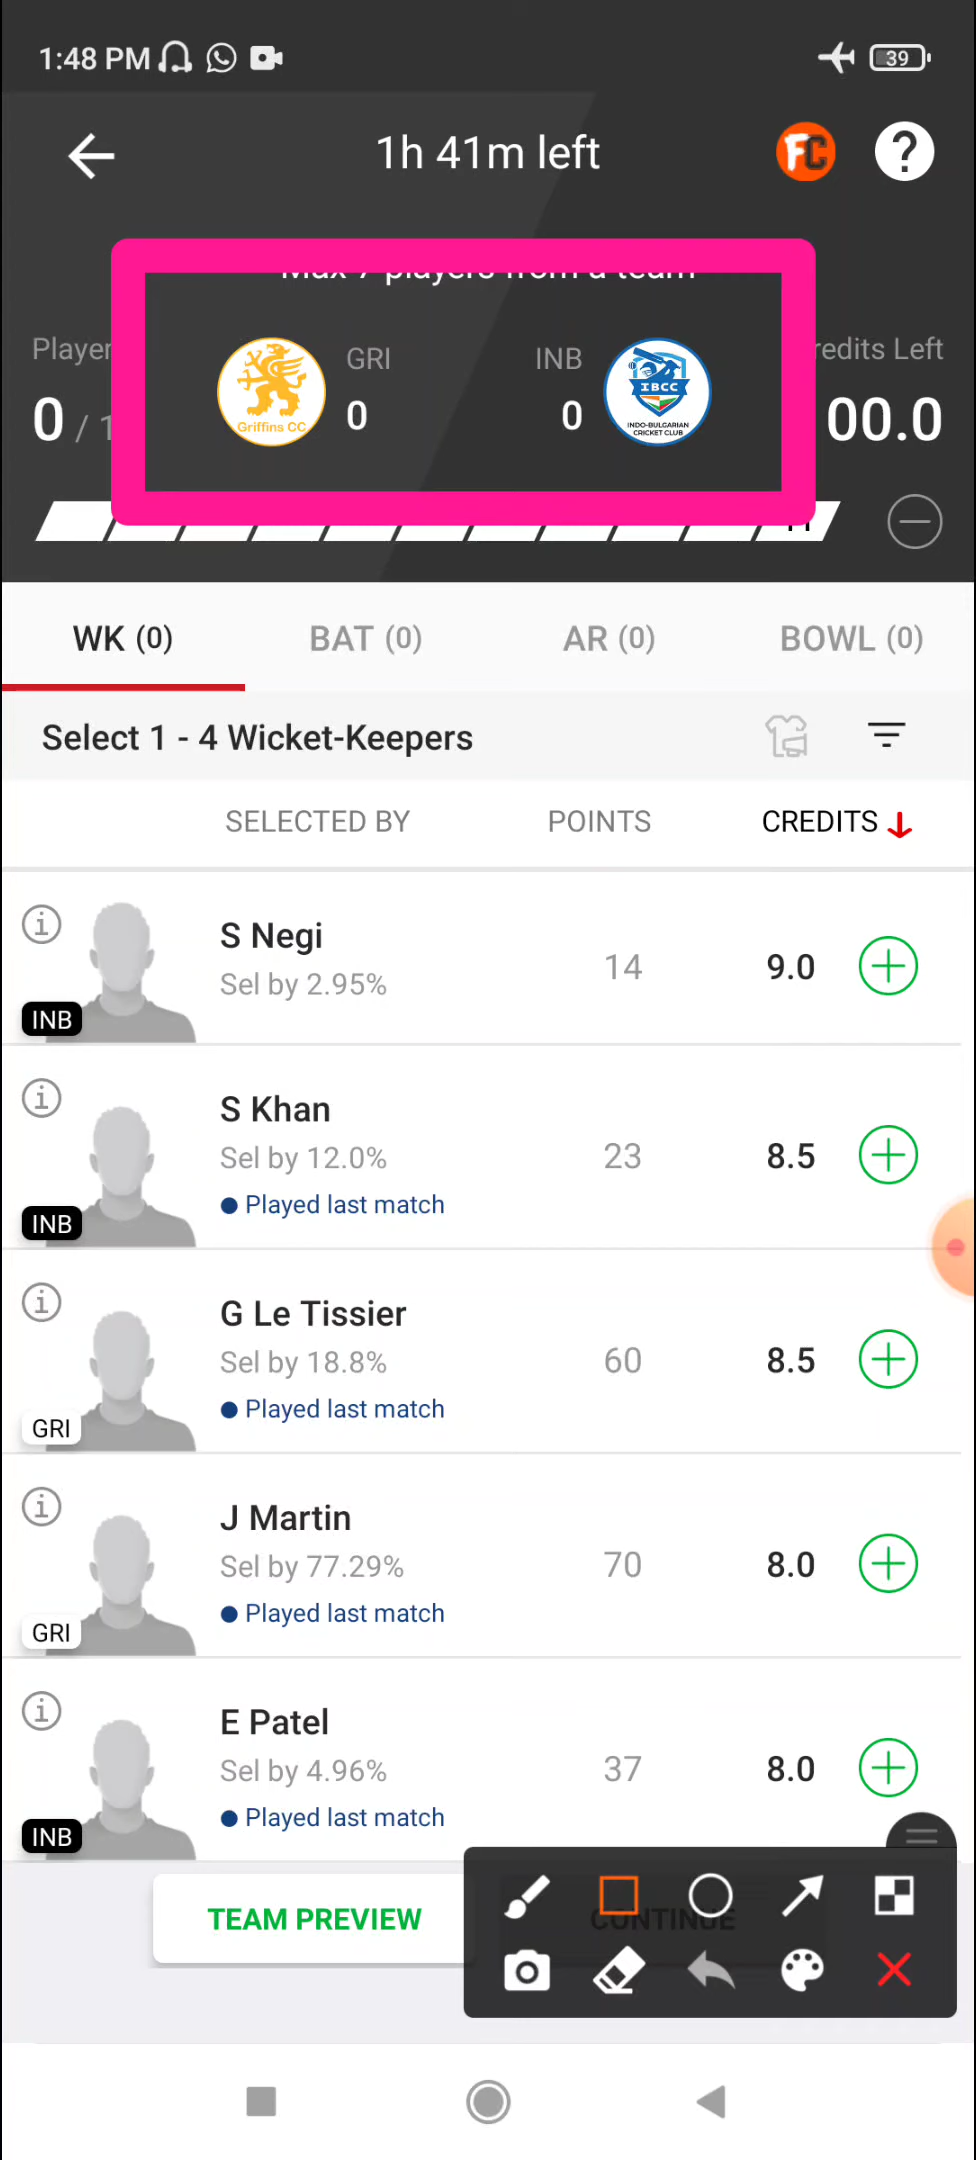 1:48 PM
39
1h 41m left
FC
?
Max 7 players from a team
Player
GRI
INB
redits Left
0 / 1
0
0
00.0
Griffins CC
IBCC
INDO-BULGARIAN
CRICKET CLUB
11
WK (0)
BAT (0)
AR (0)
BOWL (0)
Select 1 - 4 Wicket-Keepers
SELECTED BY
POINTS
CREDITS
S Negi
Sel by 2.95%
14
9.0
INB
S Khan
Sel by 12.0%
Played last match
23
8.5
INB
G Le Tissier
Sel by 18.8%
Played last match
60
8.5
GRI
J Martin
Sel by 77.29%
Played last match
70
8.0
GRI
E Patel
Sel by 4.96%
Played last match
37
8.0
INB
TEAM PREVIEW
CONTINUE